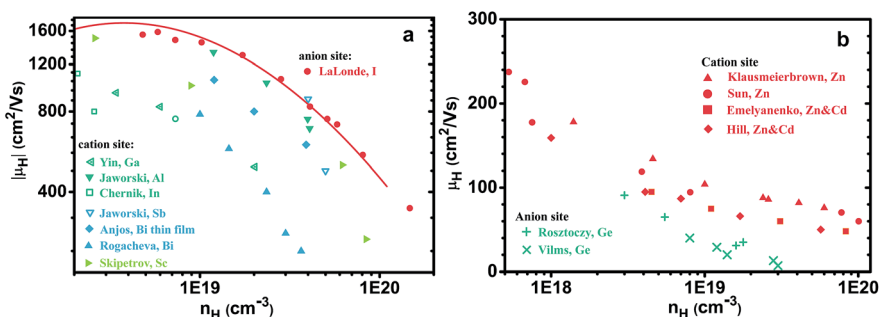 a
1600
1200
800
400
|μH| (cm²/Vs)
anion site:
LaLonde, I
cation site:
Yin, Ga
Jaworski, Al
Chernik, In
Jaworski, Sb
Anjos, Bi thin film
Rogacheva, Bi
Skipetrov, Sc
1E19
1E20
nH (cm⁻³)
b
300
200
100
0
μH (cm²/Vs)
Cation site
Klausmeierbrown, Zn
Sun, Zn
Emelyanenko, Zn&Cd
Hill, Zn&Cd
Anion site
Rosztoczy, Ge
Vilms, Ge
1E18
1E19
1E20
nH (cm⁻³)